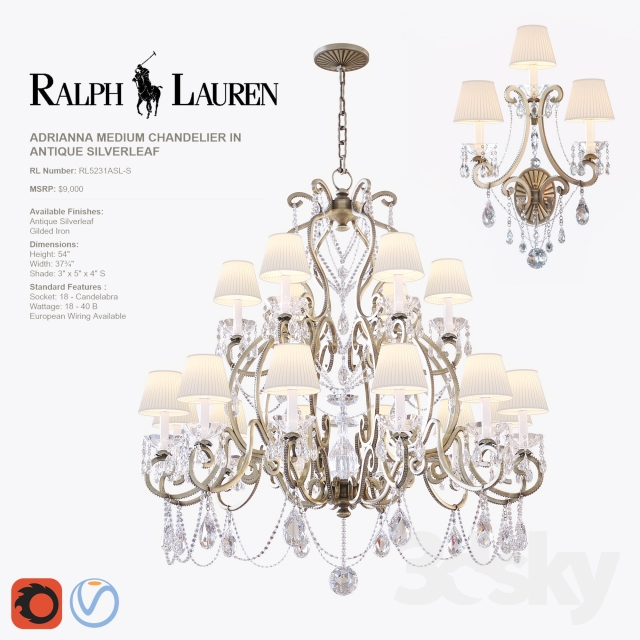 RALPH LAUREN
ADRIANNA MEDIUM CHANDELIER IN
ANTIQUE SILVERLEAF
RL Number: RL5231ASL-S
MSRP: $9,000
Available Finishes:
Antique Silverleaf
Gilded Iron
Dimensions:
Height: 54"
Width: 37¾"
Shade: 3" x 5" x 4" S
Standard Features :
Socket: 18 - Candelabra
Wattage: 18 - 40 B
European Wiring Available
3dsky